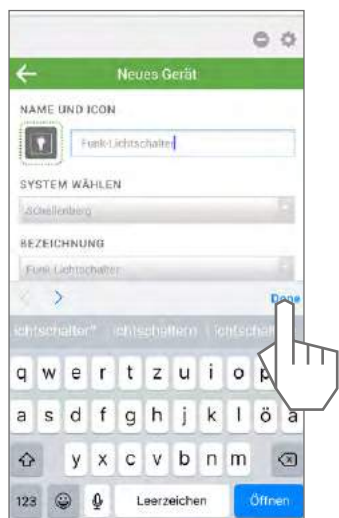 Neues Gerät
NAME UND ICON
Funk-Lichtschalter
SYSTEM WÄHLEN
Schellenberg
BEZEICHNUNG
Funk-Lichtschalter
Done
ichtschalter" ichtschaltern
q w e r t z u i o p
a s d f g h j k l ö ä
y x c v b n m
123 Leerzeichen Öffnen